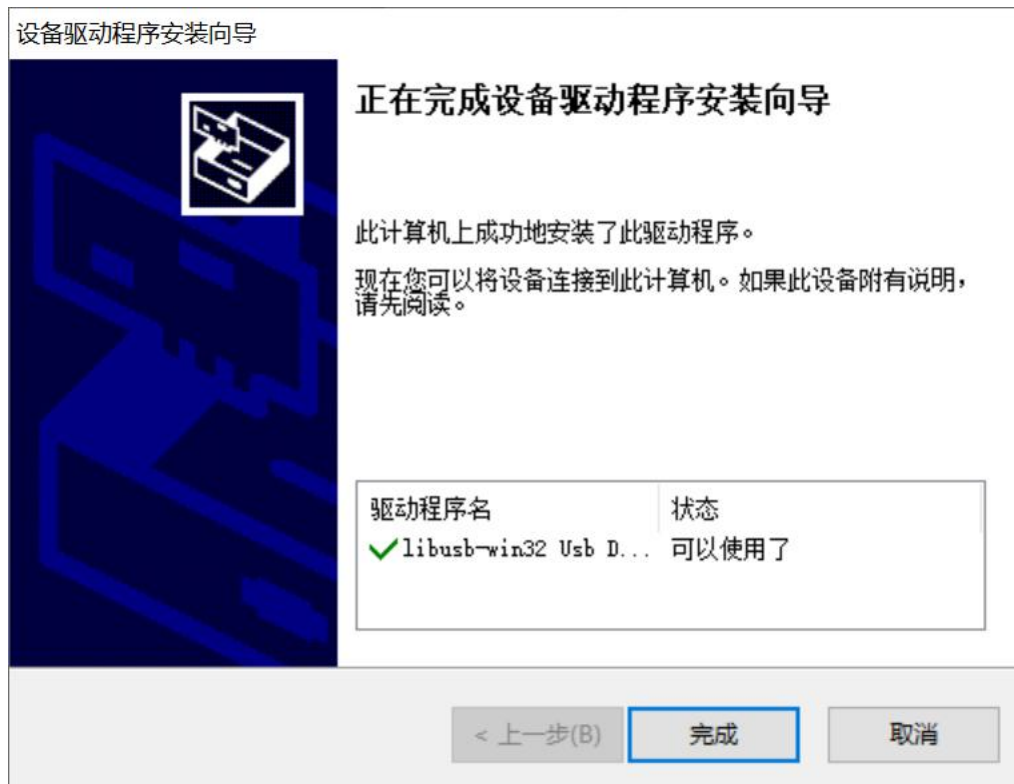 设备驱动程序安装向导
正在完成设备驱动程序安装向导
此计算机上成功地安装了此驱动程序。
现在您可以将设备连接到此计算机。如果此设备附有说明，
请先阅读。
驱动程序名 状态
libusb-win32 Usb D... 可以使用了
< 上一步(B) 完成 取消